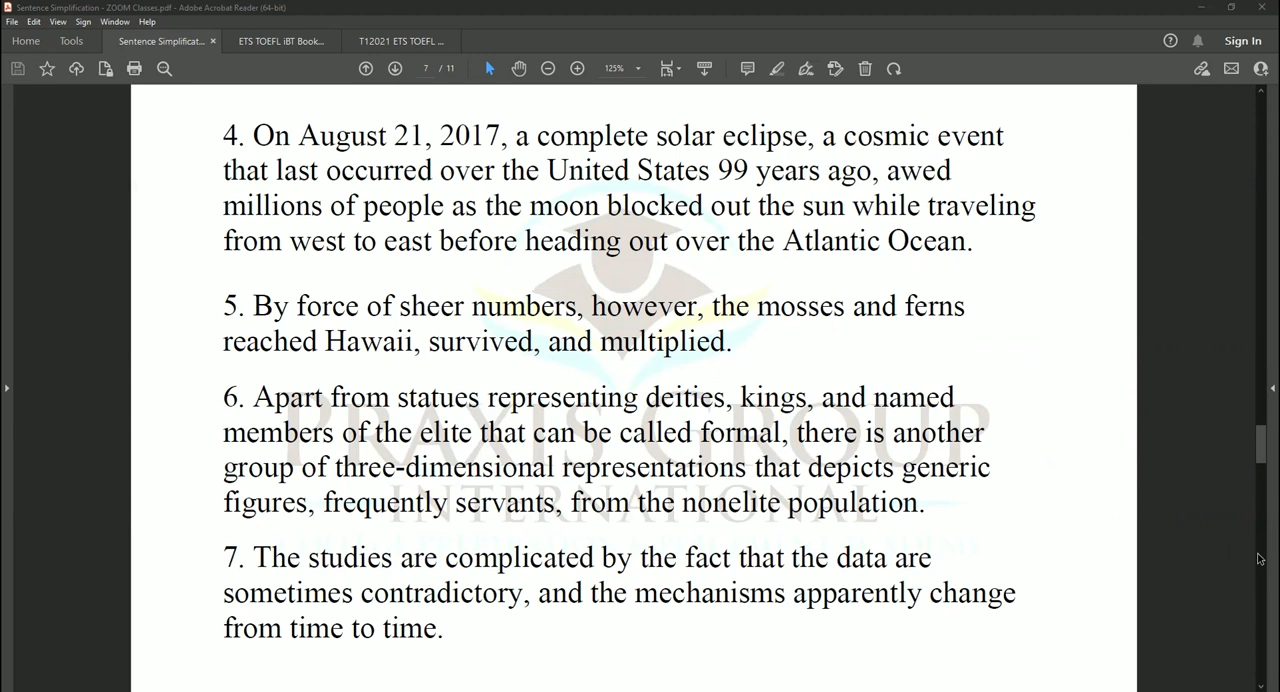 Sentence Simplification - ZOOM Classes.pdf - Adobe Acrobat Reader (64-bit)
File Edit View Sign Window Help
Home Tools Sentence Simplificat... × ETS TOEFL iBT Book... T12021 ETS TOEFL ... Sign In
7 / 11 125%
4. On August 21, 2017, a complete solar eclipse, a cosmic event
that last occurred over the United States 99 years ago, awed
millions of people as the moon blocked out the sun while traveling
from west to east before heading out over the Atlantic Ocean.
5. By force of sheer numbers, however, the mosses and ferns
reached Hawaii, survived, and multiplied.
6. Apart from statues representing deities, kings, and named
members of the elite that can be called formal, there is another
group of three-dimensional representations that depicts generic
figures, frequently servants, from the nonelite population.
7. The studies are complicated by the fact that the data are
sometimes contradictory, and the mechanisms apparently change
from time to time.
PRAXIS GROUP
INTERNATIONAL